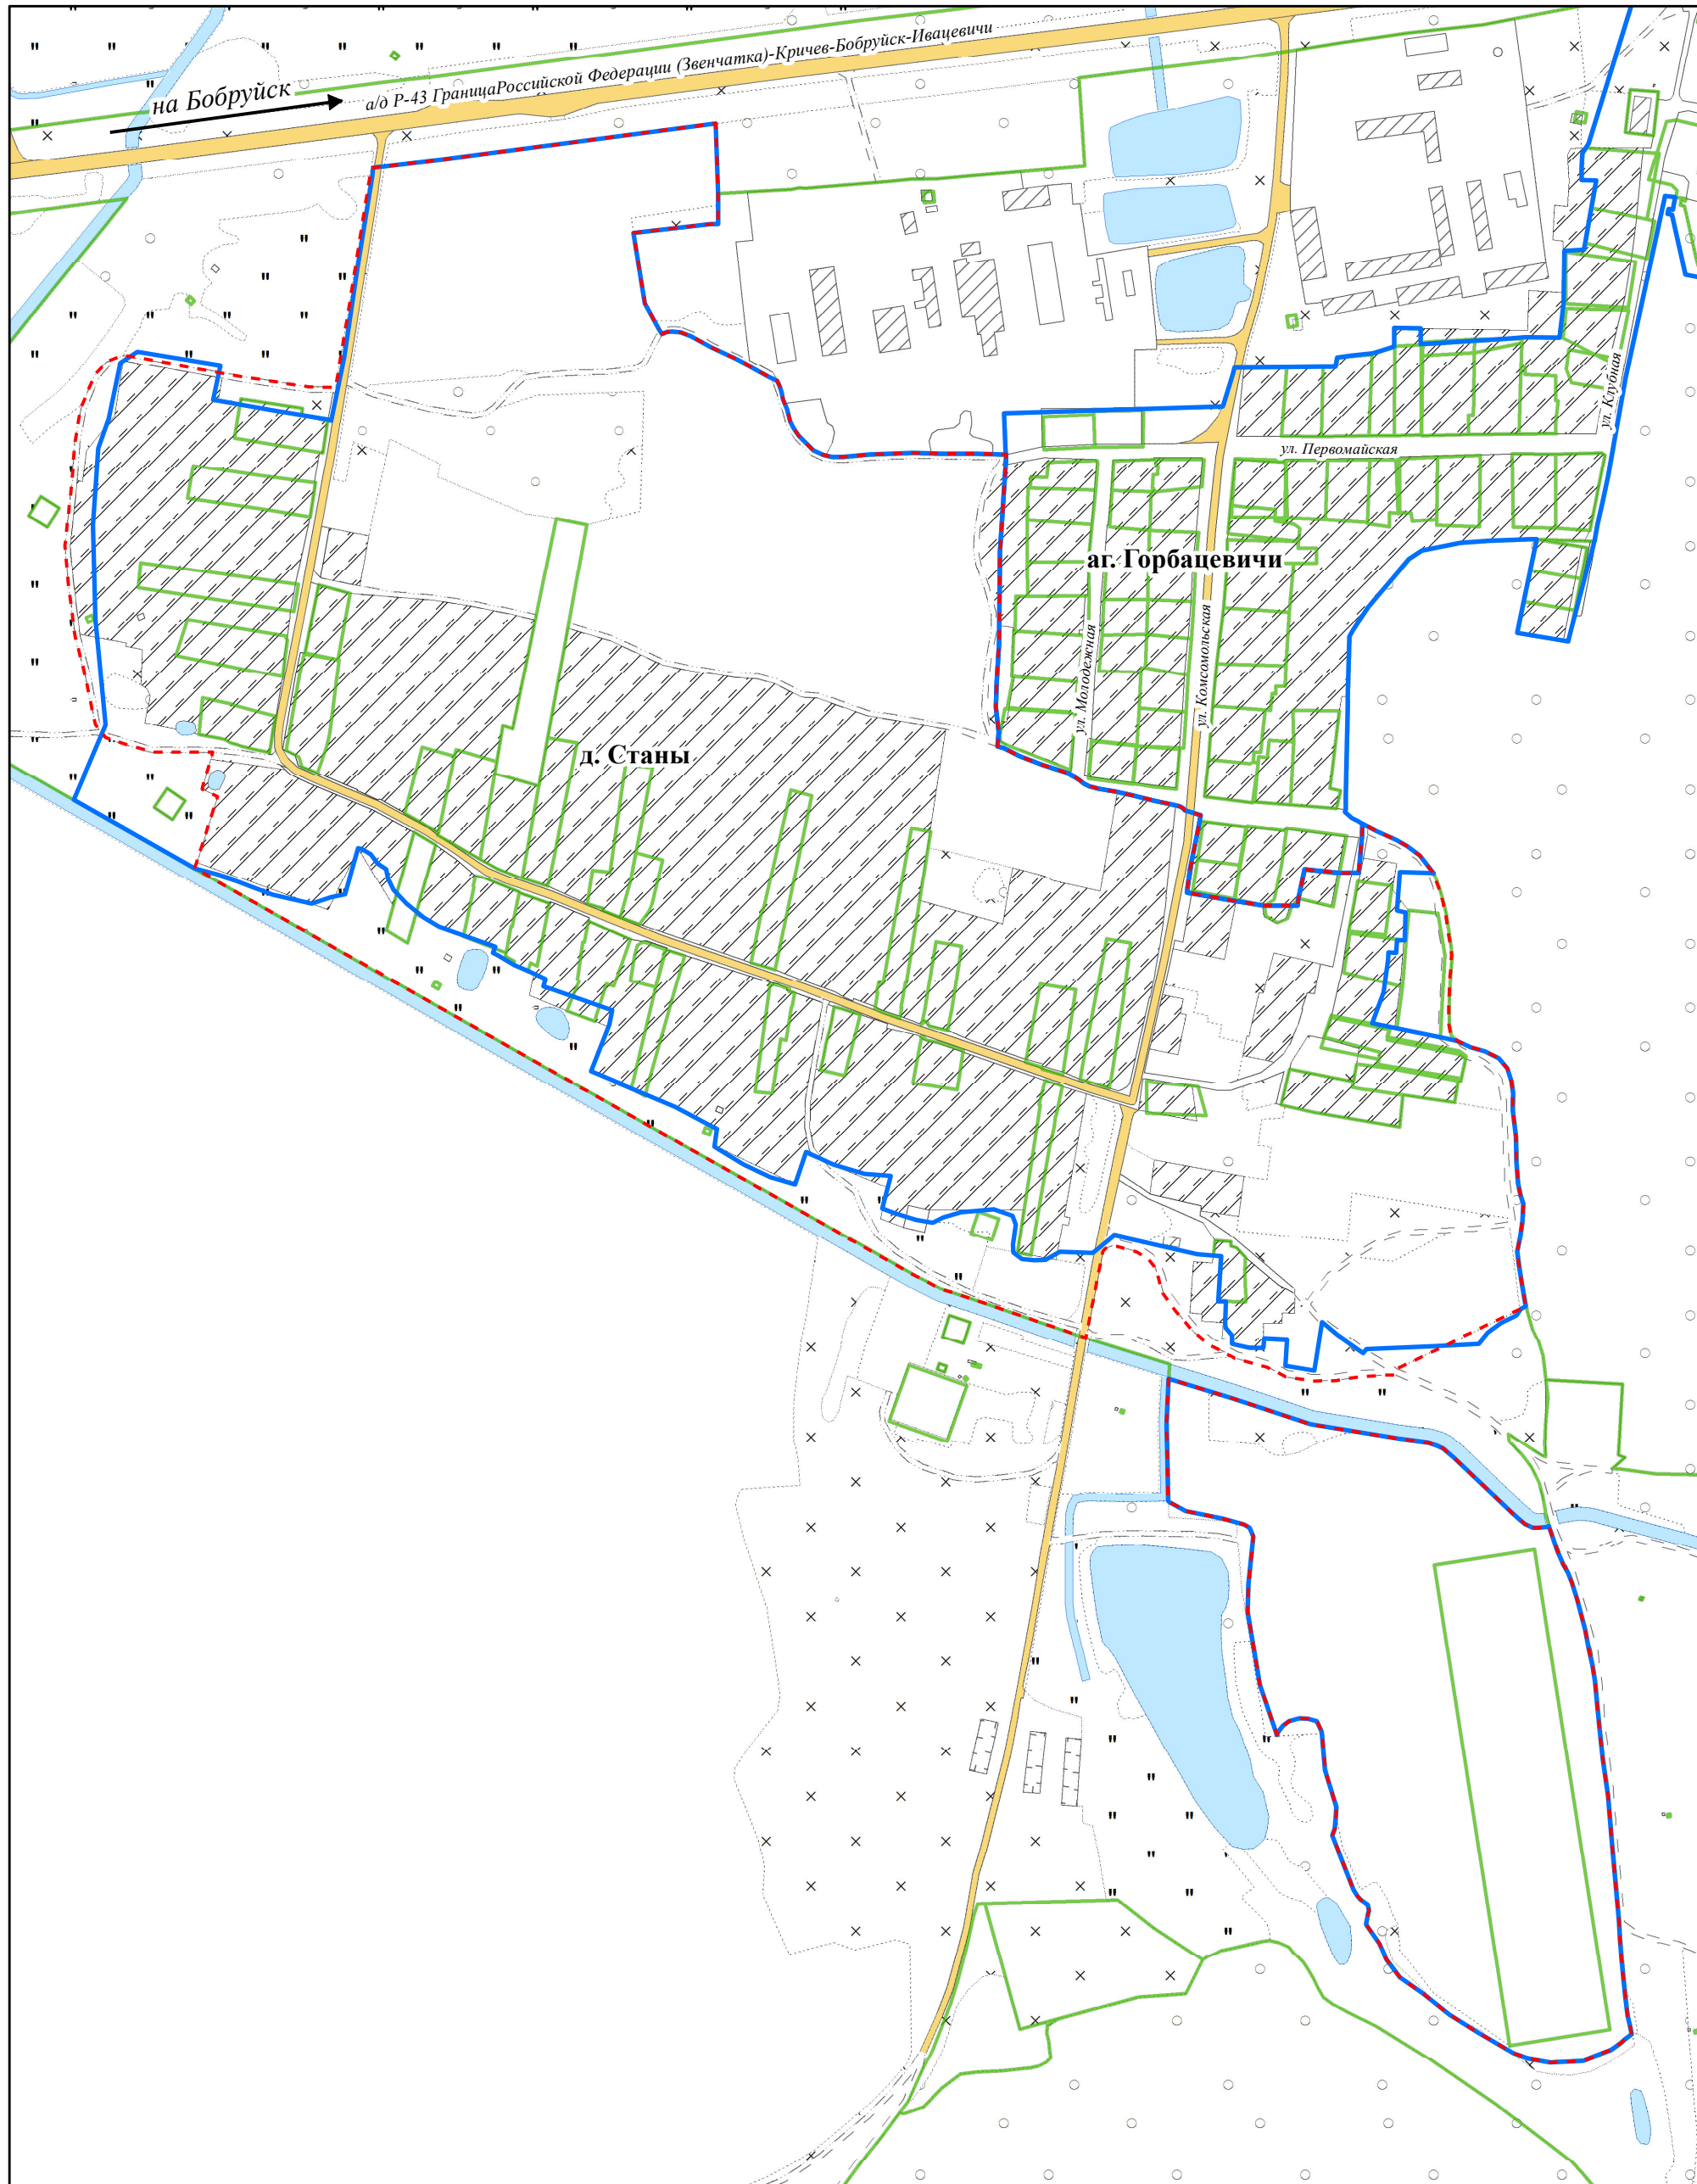 на Бобруйск
а/д Р-43 ГраницаРоссийской Федерации (Звенчатка)-Кричев-Бобруйск-Ивацевичи
ул. Клубная
ул. Первомайская
аг. Горбацевичи
ул. Молодежная
ул. Комсомольская
д. Станы